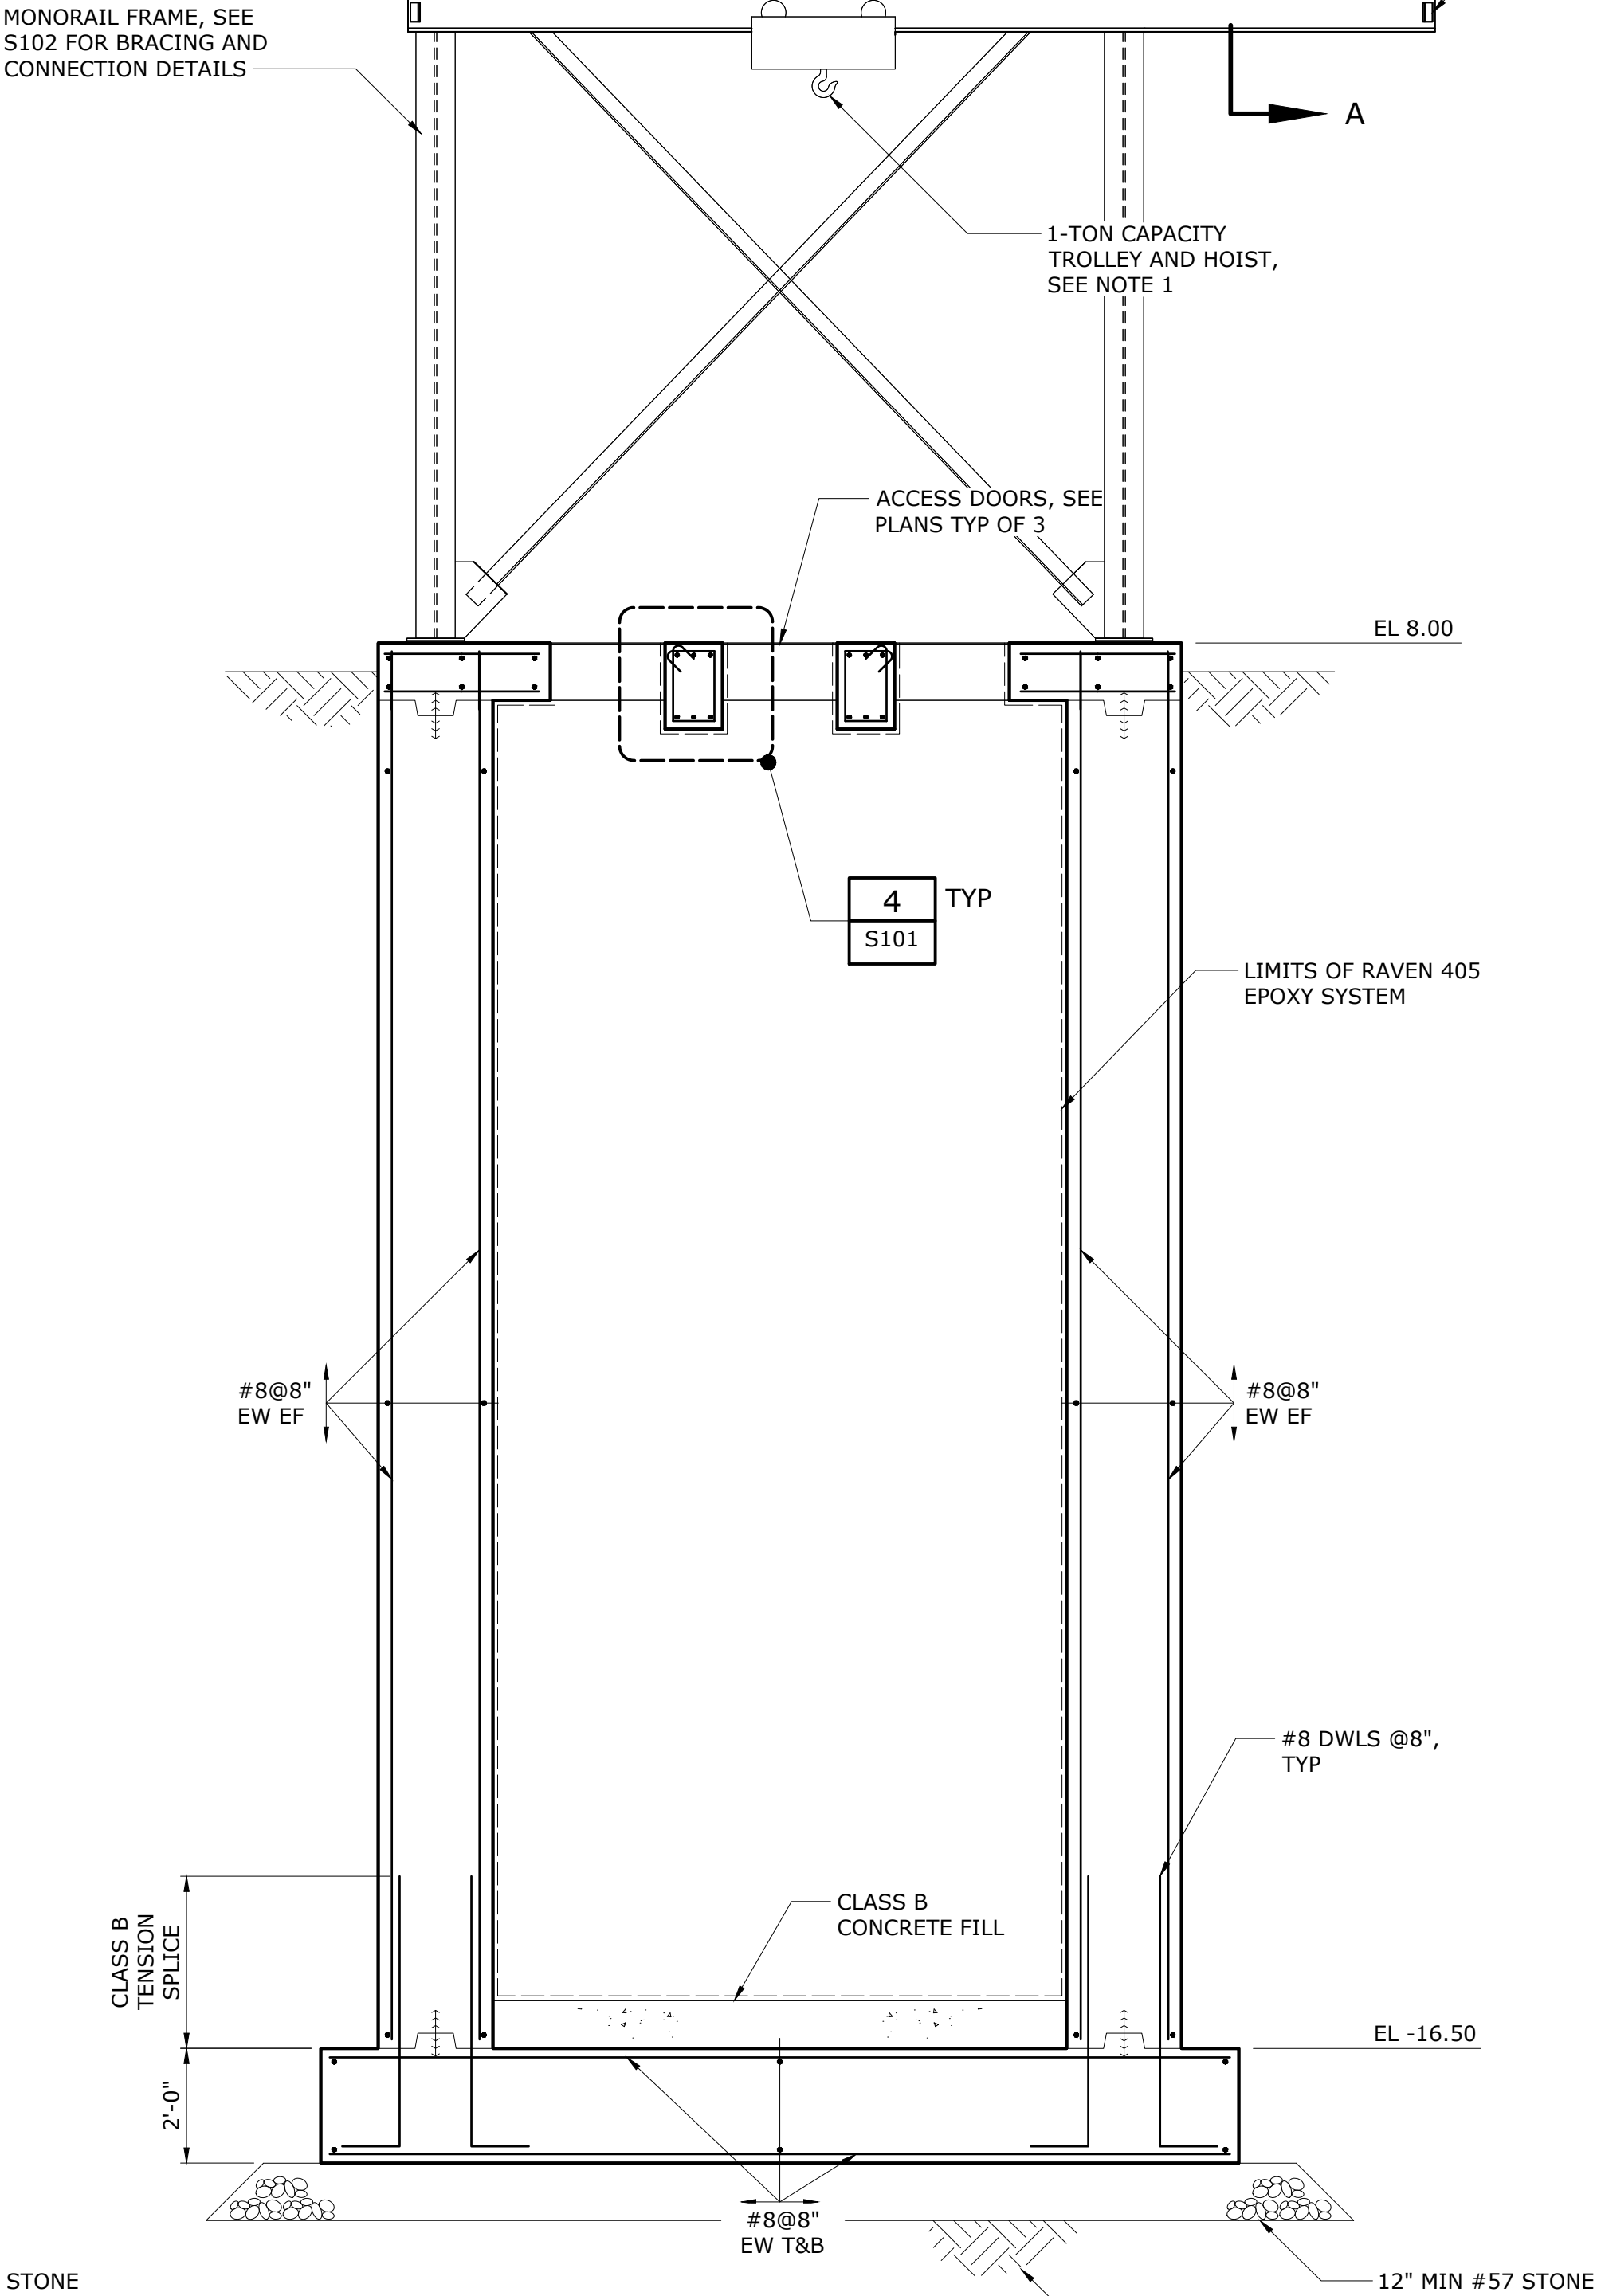 MONORAIL FRAME, SEE
S102 FOR BRACING AND
CONNECTION DETAILS
A
1-TON CAPACITY
TROLLEY AND HOIST,
SEE NOTE 1
ACCESS DOORS, SEE
PLANS TYP OF 3
EL 8.00
4
TYP
S101
LIMITS OF RAVEN 405
EPOXY SYSTEM
#8@8"
EW EF
#8@8"
EW EF
#8 DWLS @8",
TYP
CLASS B
TENSION
SPLICE
CLASS B
CONCRETE FILL
EL -16.50
2'-0"
#8@8"
EW T&B
STONE
12" MIN #57 STONE